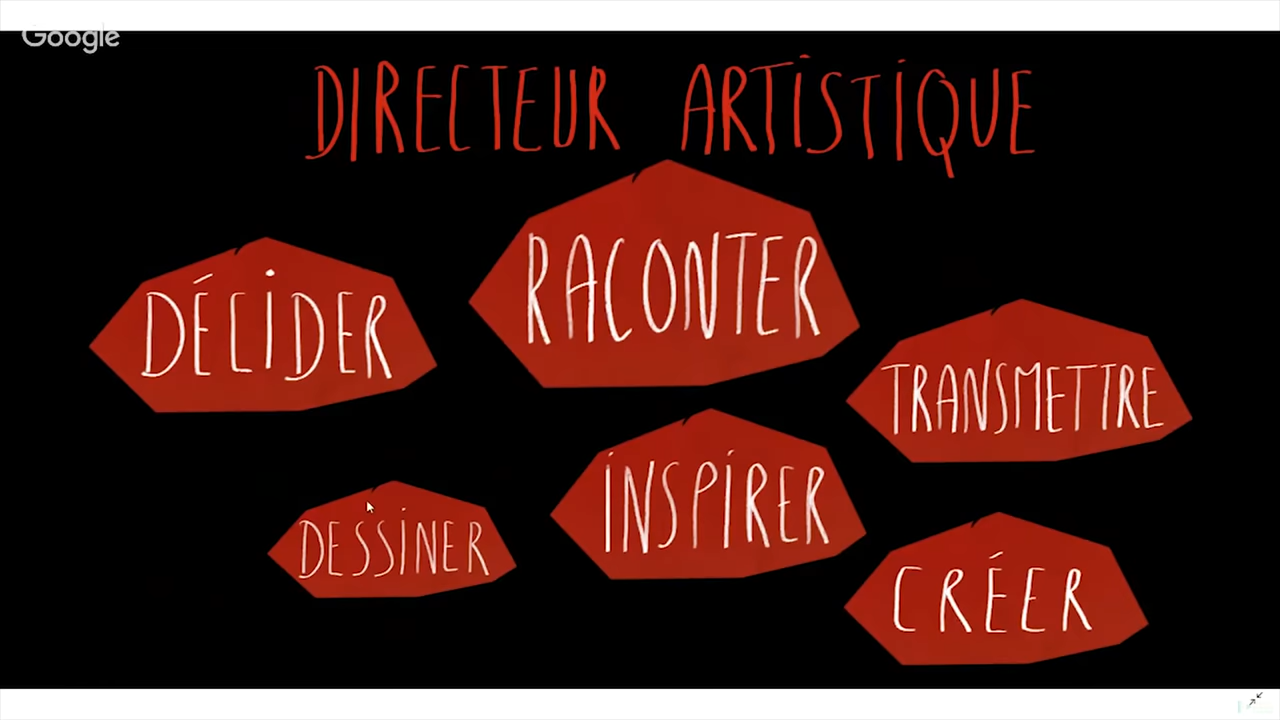 Google
DIRECTEUR ARTISTIQUE
RACONTER
DÉCIDER
TRANSMETTRE
INSPIRER
DESSINER
CRÉER